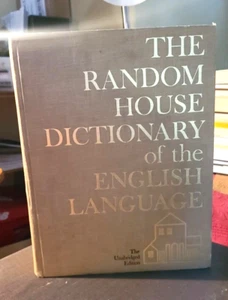 THE
RANDOM
HOUSE
DICTIONARY
of the
ENGLISH
LANGUAGE
The
Unabridged
Edition